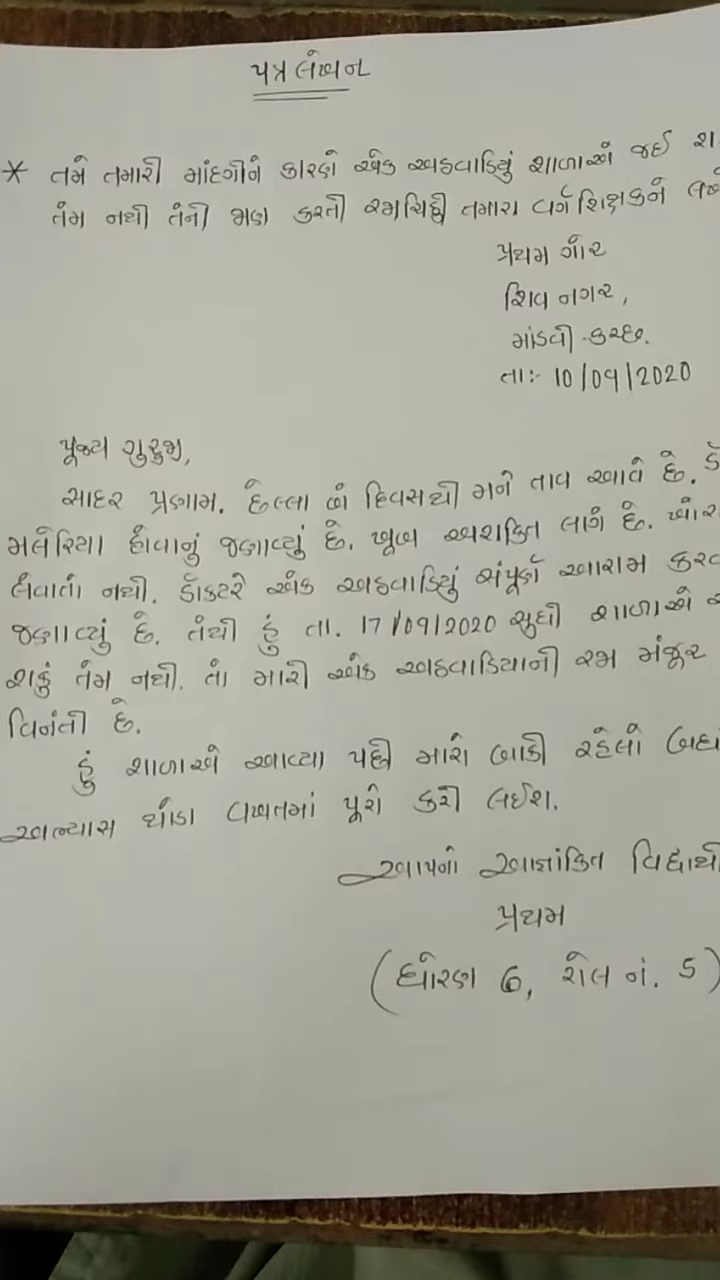 પત્ર લેખન
* તમે તમારી માંદગીને કારણે એક અઠવાડિયું શાળાએ જઈ
તેમ નથી તેની જાણ કરતી રજાચિઠ્ઠી તમારા વર્ગ શિક્ષકને
પ્રથમ ગોર
શિવ નગર,
માંડવી - કચ્છ.
તા:- 10/09/2020
પૂજ્ય ગુરુજી,
સાદર પ્રણામ. છેલ્લા બે દિવસથી મને તાવ આવે છે.
મલેરિયા હોવાનું જણાવ્યું છે. ખૂબ અશક્તિ લાગે છે.
લેવાતો નથી. ડૉક્ટરે એક અઠવાડિયું સંપૂર્ણ આરામ
જણાવ્યું છે. તેથી હું તા. 17/09/2020 સુધી શાળાએ
શકું તેમ નથી. તો મારી એક અઠવાડિયાની રજા મંજૂર
વિનંતી છે.
હું શાળાએ આવ્યા પછી મારો બાકી રહેલો
અભ્યાસ થોડા વખતમાં પૂરો કરી લઈશ.
આપનો આજ્ઞાંકિત
પ્રથમ
(ધોરણ 6, રોલ નં. 5)